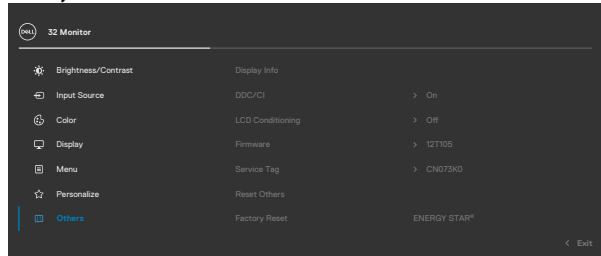 DELL 32 Monitor
Brightness/Contrast Display Info
Input Source DDC/CI > On
Color LCD Conditioning > Off
Display Firmware > 12T105
Menu Service Tag > CN073K0
Personalize Reset Others
Others Factory Reset ENERGY STAR®
< Exit